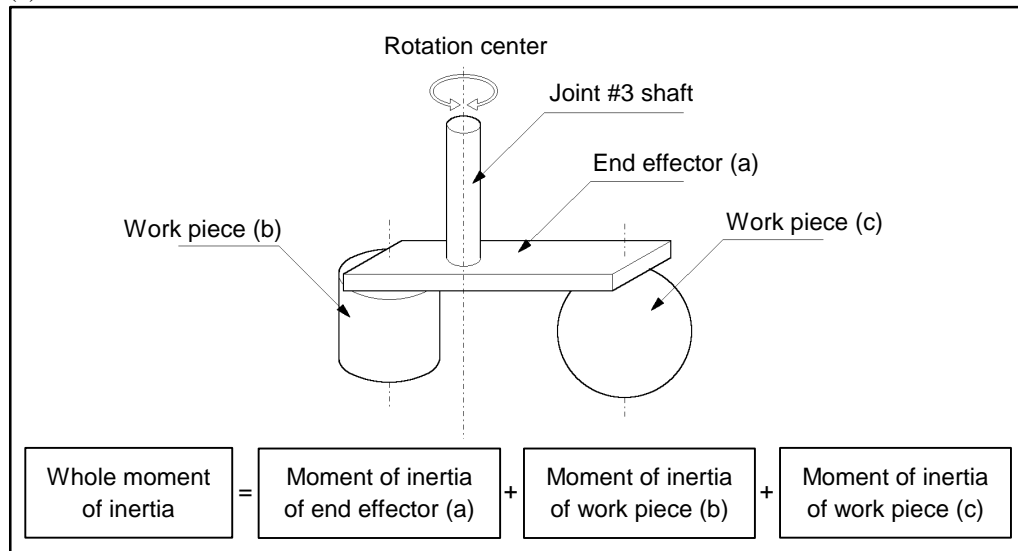 Rotation center
Joint #3 shaft
End effector (a)
Work piece (b)
Work piece (c)
Whole moment
of inertia
=
Moment of inertia
of end effector (a)
+
Moment of inertia
of work piece (b)
+
Moment of inertia
of work piece (c)